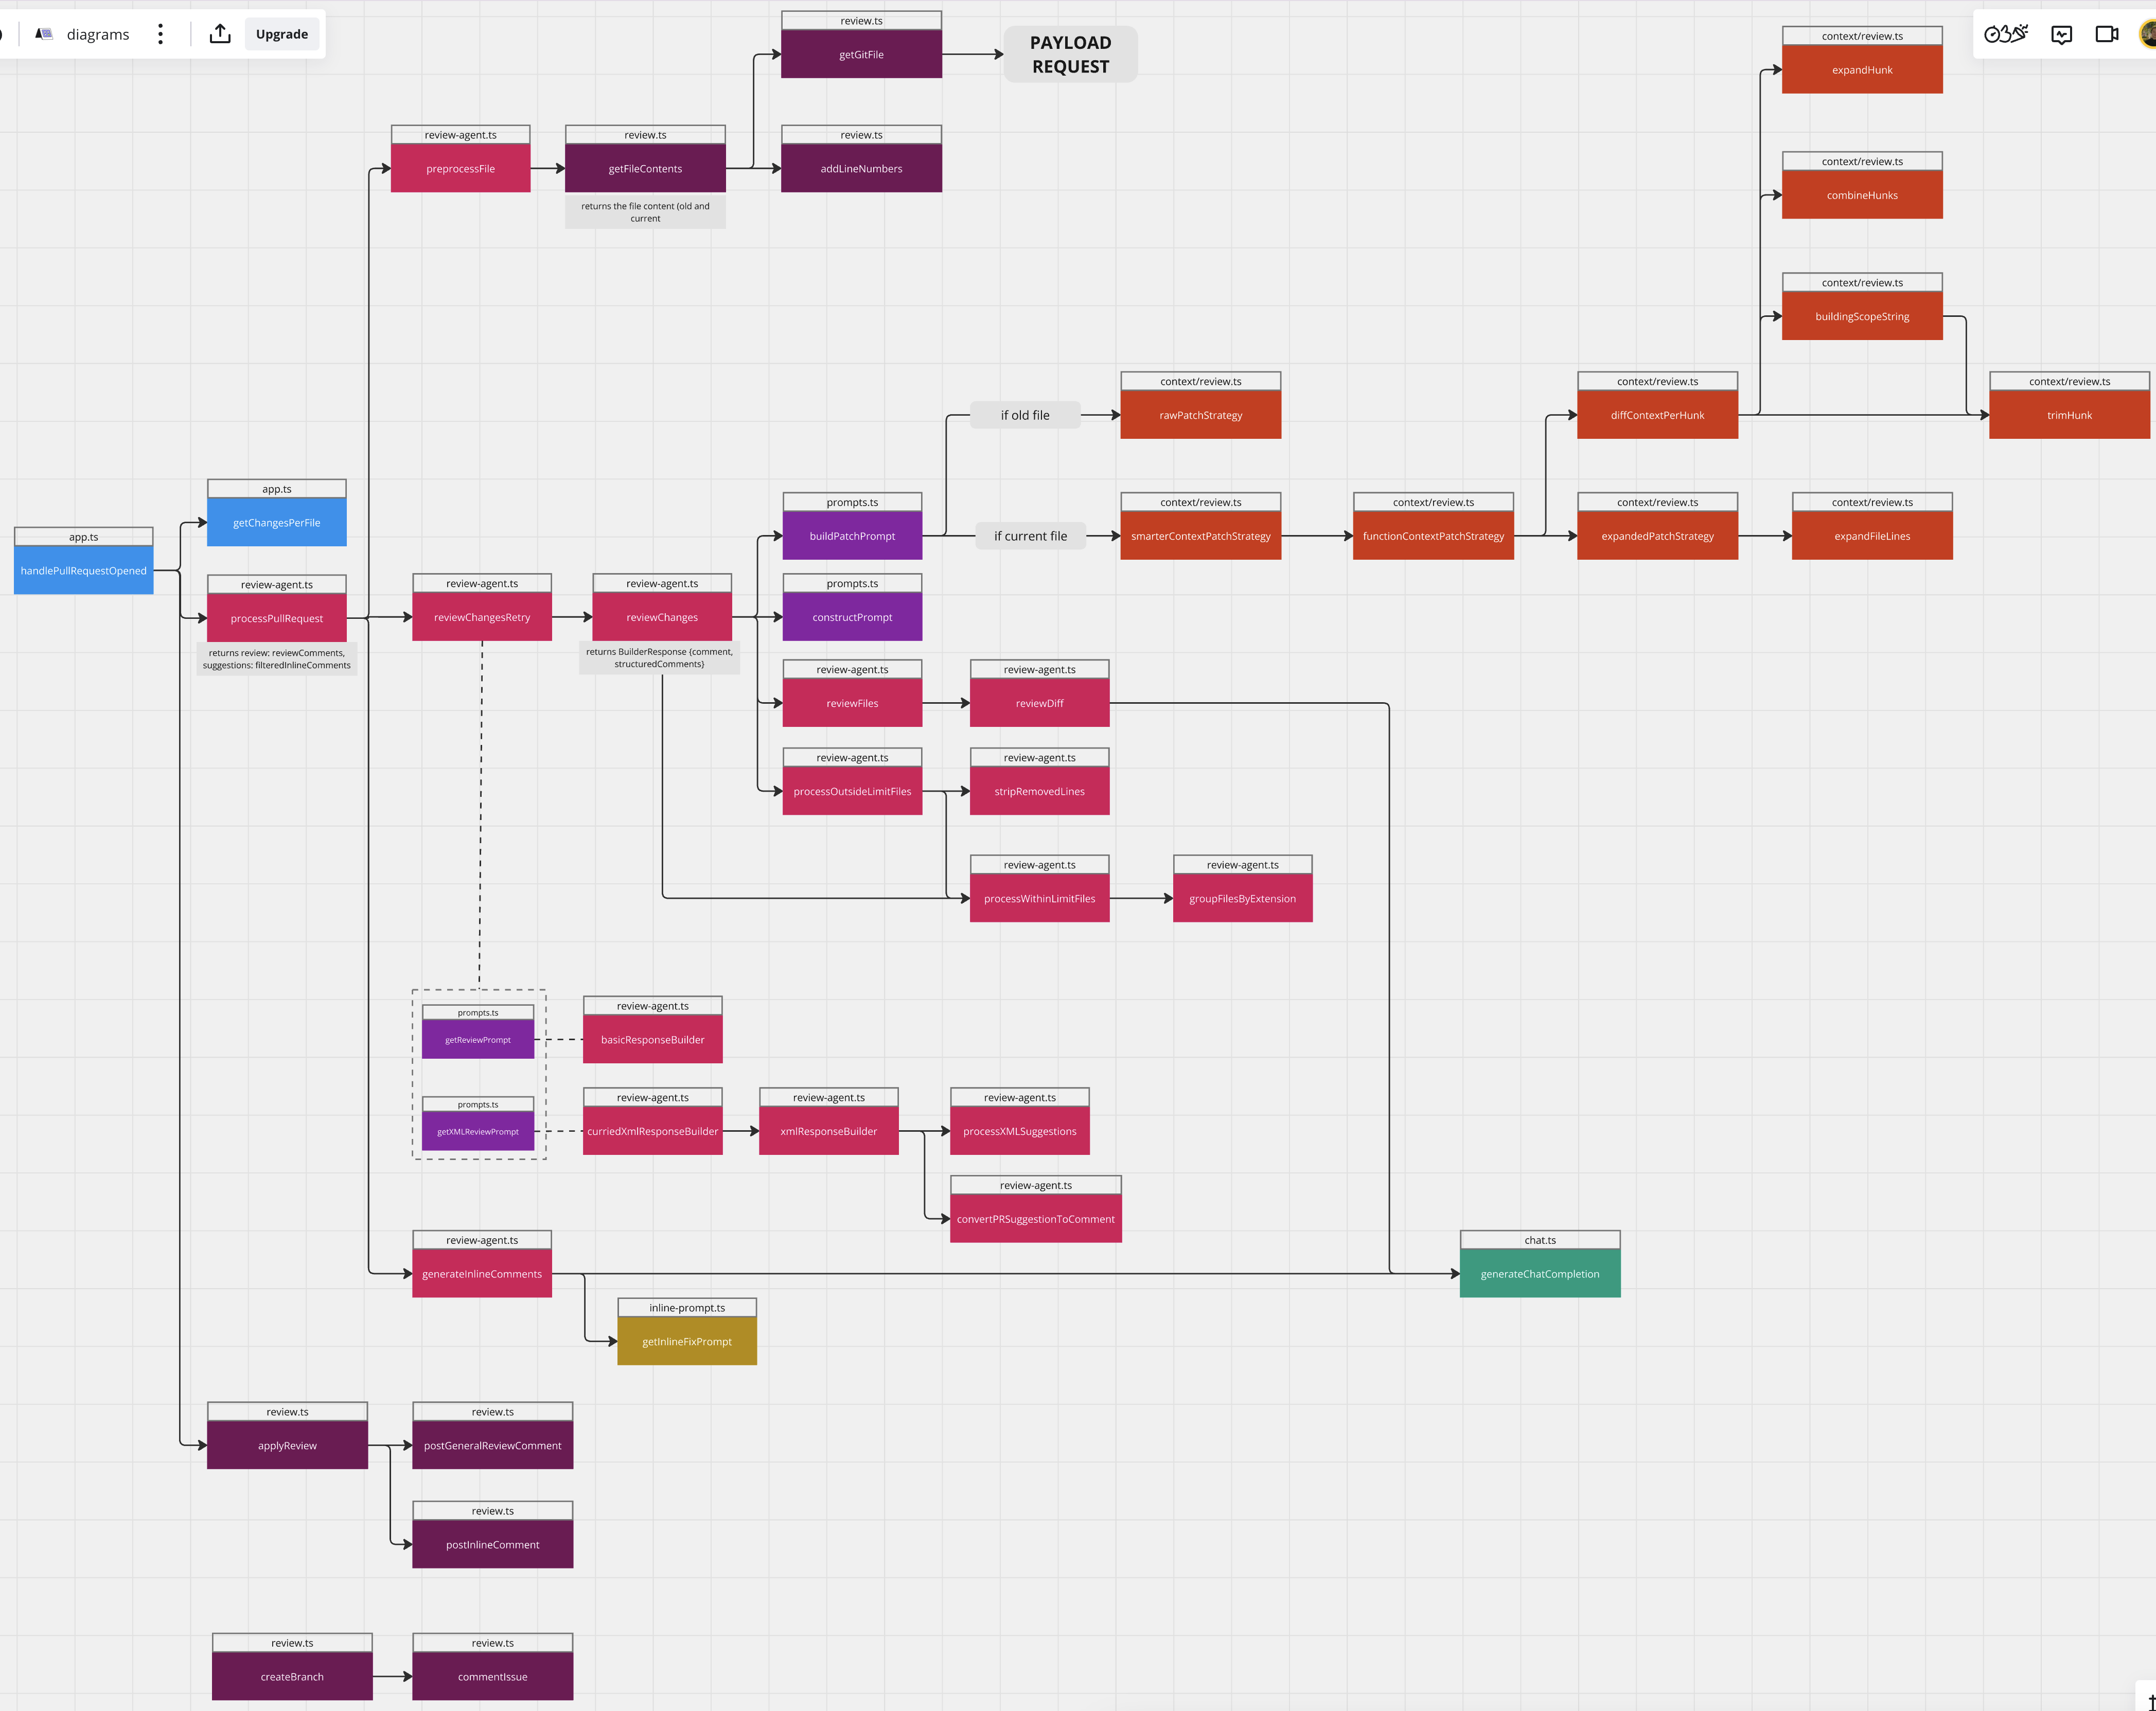 diagrams
Upgrade
review.ts
getGitFile
PAYLOAD
REQUEST
context/review.ts
expandHunk
review-agent.ts
preprocessFile
review.ts
getFileContents
returns the file content (old and
current
review.ts
addLineNumbers
context/review.ts
combineHunks
context/review.ts
buildingScopeString
if old file
context/review.ts
rawPatchStrategy
context/review.ts
diffContextPerHunk
context/review.ts
trimHunk
app.ts
handlePullRequestOpened
app.ts
getChangesPerFile
prompts.ts
buildPatchPrompt
if current file
context/review.ts
smarterContextPatchStrategy
context/review.ts
functionContextPatchStrategy
context/review.ts
expandedPatchStrategy
context/review.ts
expandFileLines
review-agent.ts
processPullRequest
returns review: reviewComments,
suggestions: filteredInlineComments
review-agent.ts
reviewChangesRetry
review-agent.ts
reviewChanges
returns BuilderResponse {comment,
structuredComments}
prompts.ts
constructPrompt
review-agent.ts
reviewFiles
review-agent.ts
reviewDiff
review-agent.ts
processOutsideLimitFiles
review-agent.ts
stripRemovedLines
review-agent.ts
processWithinLimitFiles
review-agent.ts
groupFilesByExtension
prompts.ts
getReviewPrompt
review-agent.ts
basicResponseBuilder
prompts.ts
getXMLReviewPrompt
review-agent.ts
curriedXmlResponseBuilder
review-agent.ts
xmlResponseBuilder
review-agent.ts
processXMLSuggestions
review-agent.ts
convertPRSuggestionToComment
review-agent.ts
generateInlineComments
chat.ts
generateChatCompletion
inline-prompt.ts
getInlineFixPrompt
review.ts
applyReview
review.ts
postGeneralReviewComment
review.ts
postInlineComment
review.ts
createBranch
review.ts
commentIssue